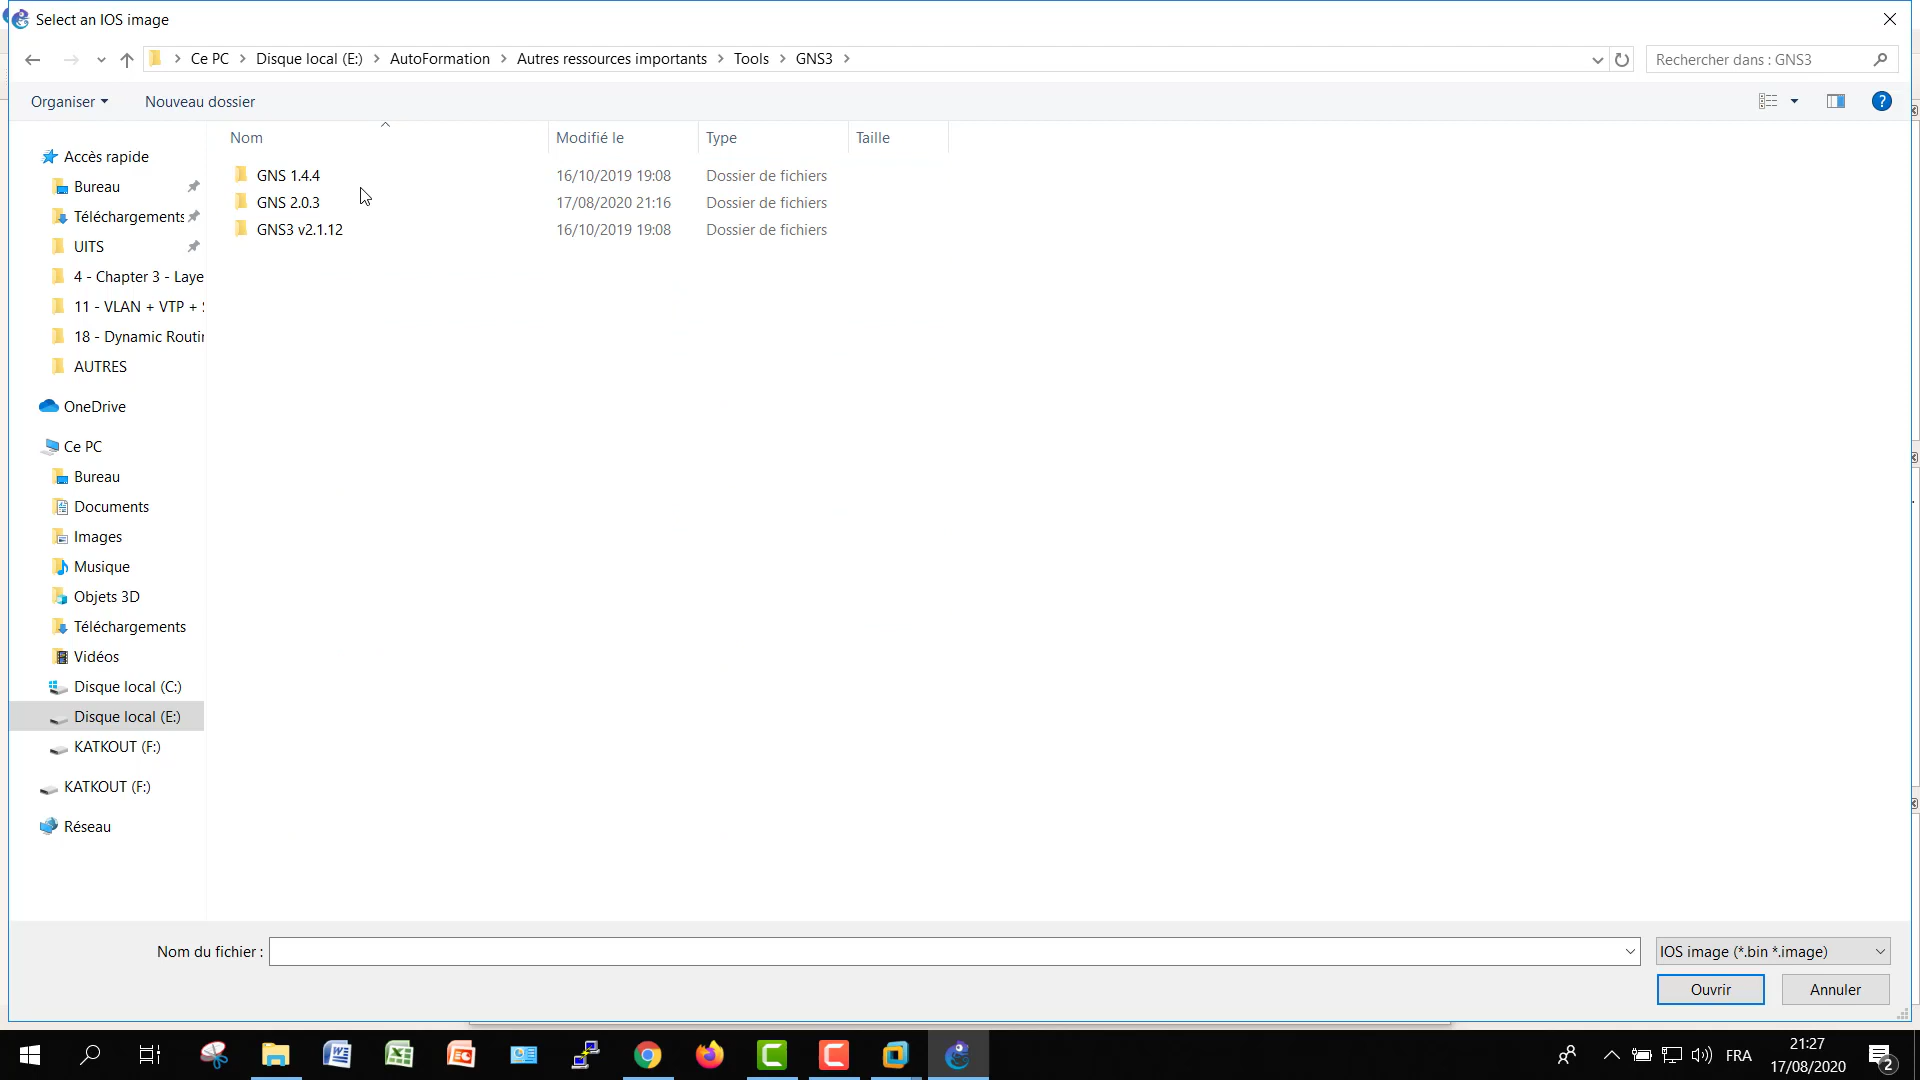 Select an IOS image
Ce PC > Disque local (E:) > AutoFormation > Autres ressources importants > Tools > GNS3 >
Rechercher dans : GNS3
Organiser
Nouveau dossier
Nom
Modifié le
Type
Taille
GNS 1.4.4
16/10/2019 19:08
Dossier de fichiers
GNS 2.0.3
17/08/2020 21:16
Dossier de fichiers
GNS3 v2.1.12
16/10/2019 19:08
Dossier de fichiers
Accès rapide
Bureau
Téléchargements
UITS
4 - Chapter 3 - Laye
11 - VLAN + VTP +
18 - Dynamic Routin
AUTRES
OneDrive
Ce PC
Bureau
Documents
Images
Musique
Objets 3D
Téléchargements
Vidéos
Disque local (C:)
Disque local (E:)
KATKOUT (F:)
KATKOUT (F:)
Réseau
Nom du fichier :
IOS image (*.bin *.image)
Ouvrir
Annuler
FRA
21:27
17/08/2020
2